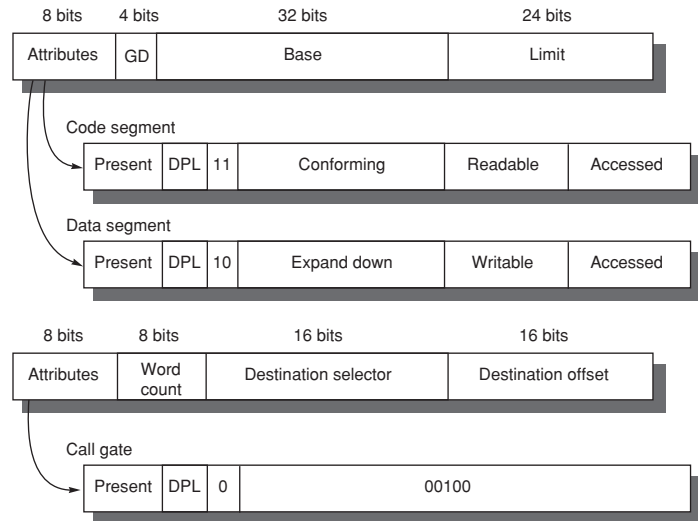 8 bits 4 bits 32 bits 24 bits
Attributes GD Base Limit
Code segment
Present DPL 11 Conforming Readable Accessed
Data segment
Present DPL 10 Expand down Writable Accessed
8 bits 8 bits 16 bits 16 bits
Attributes Word count Destination selector Destination offset
Call gate
Present DPL 0 00100